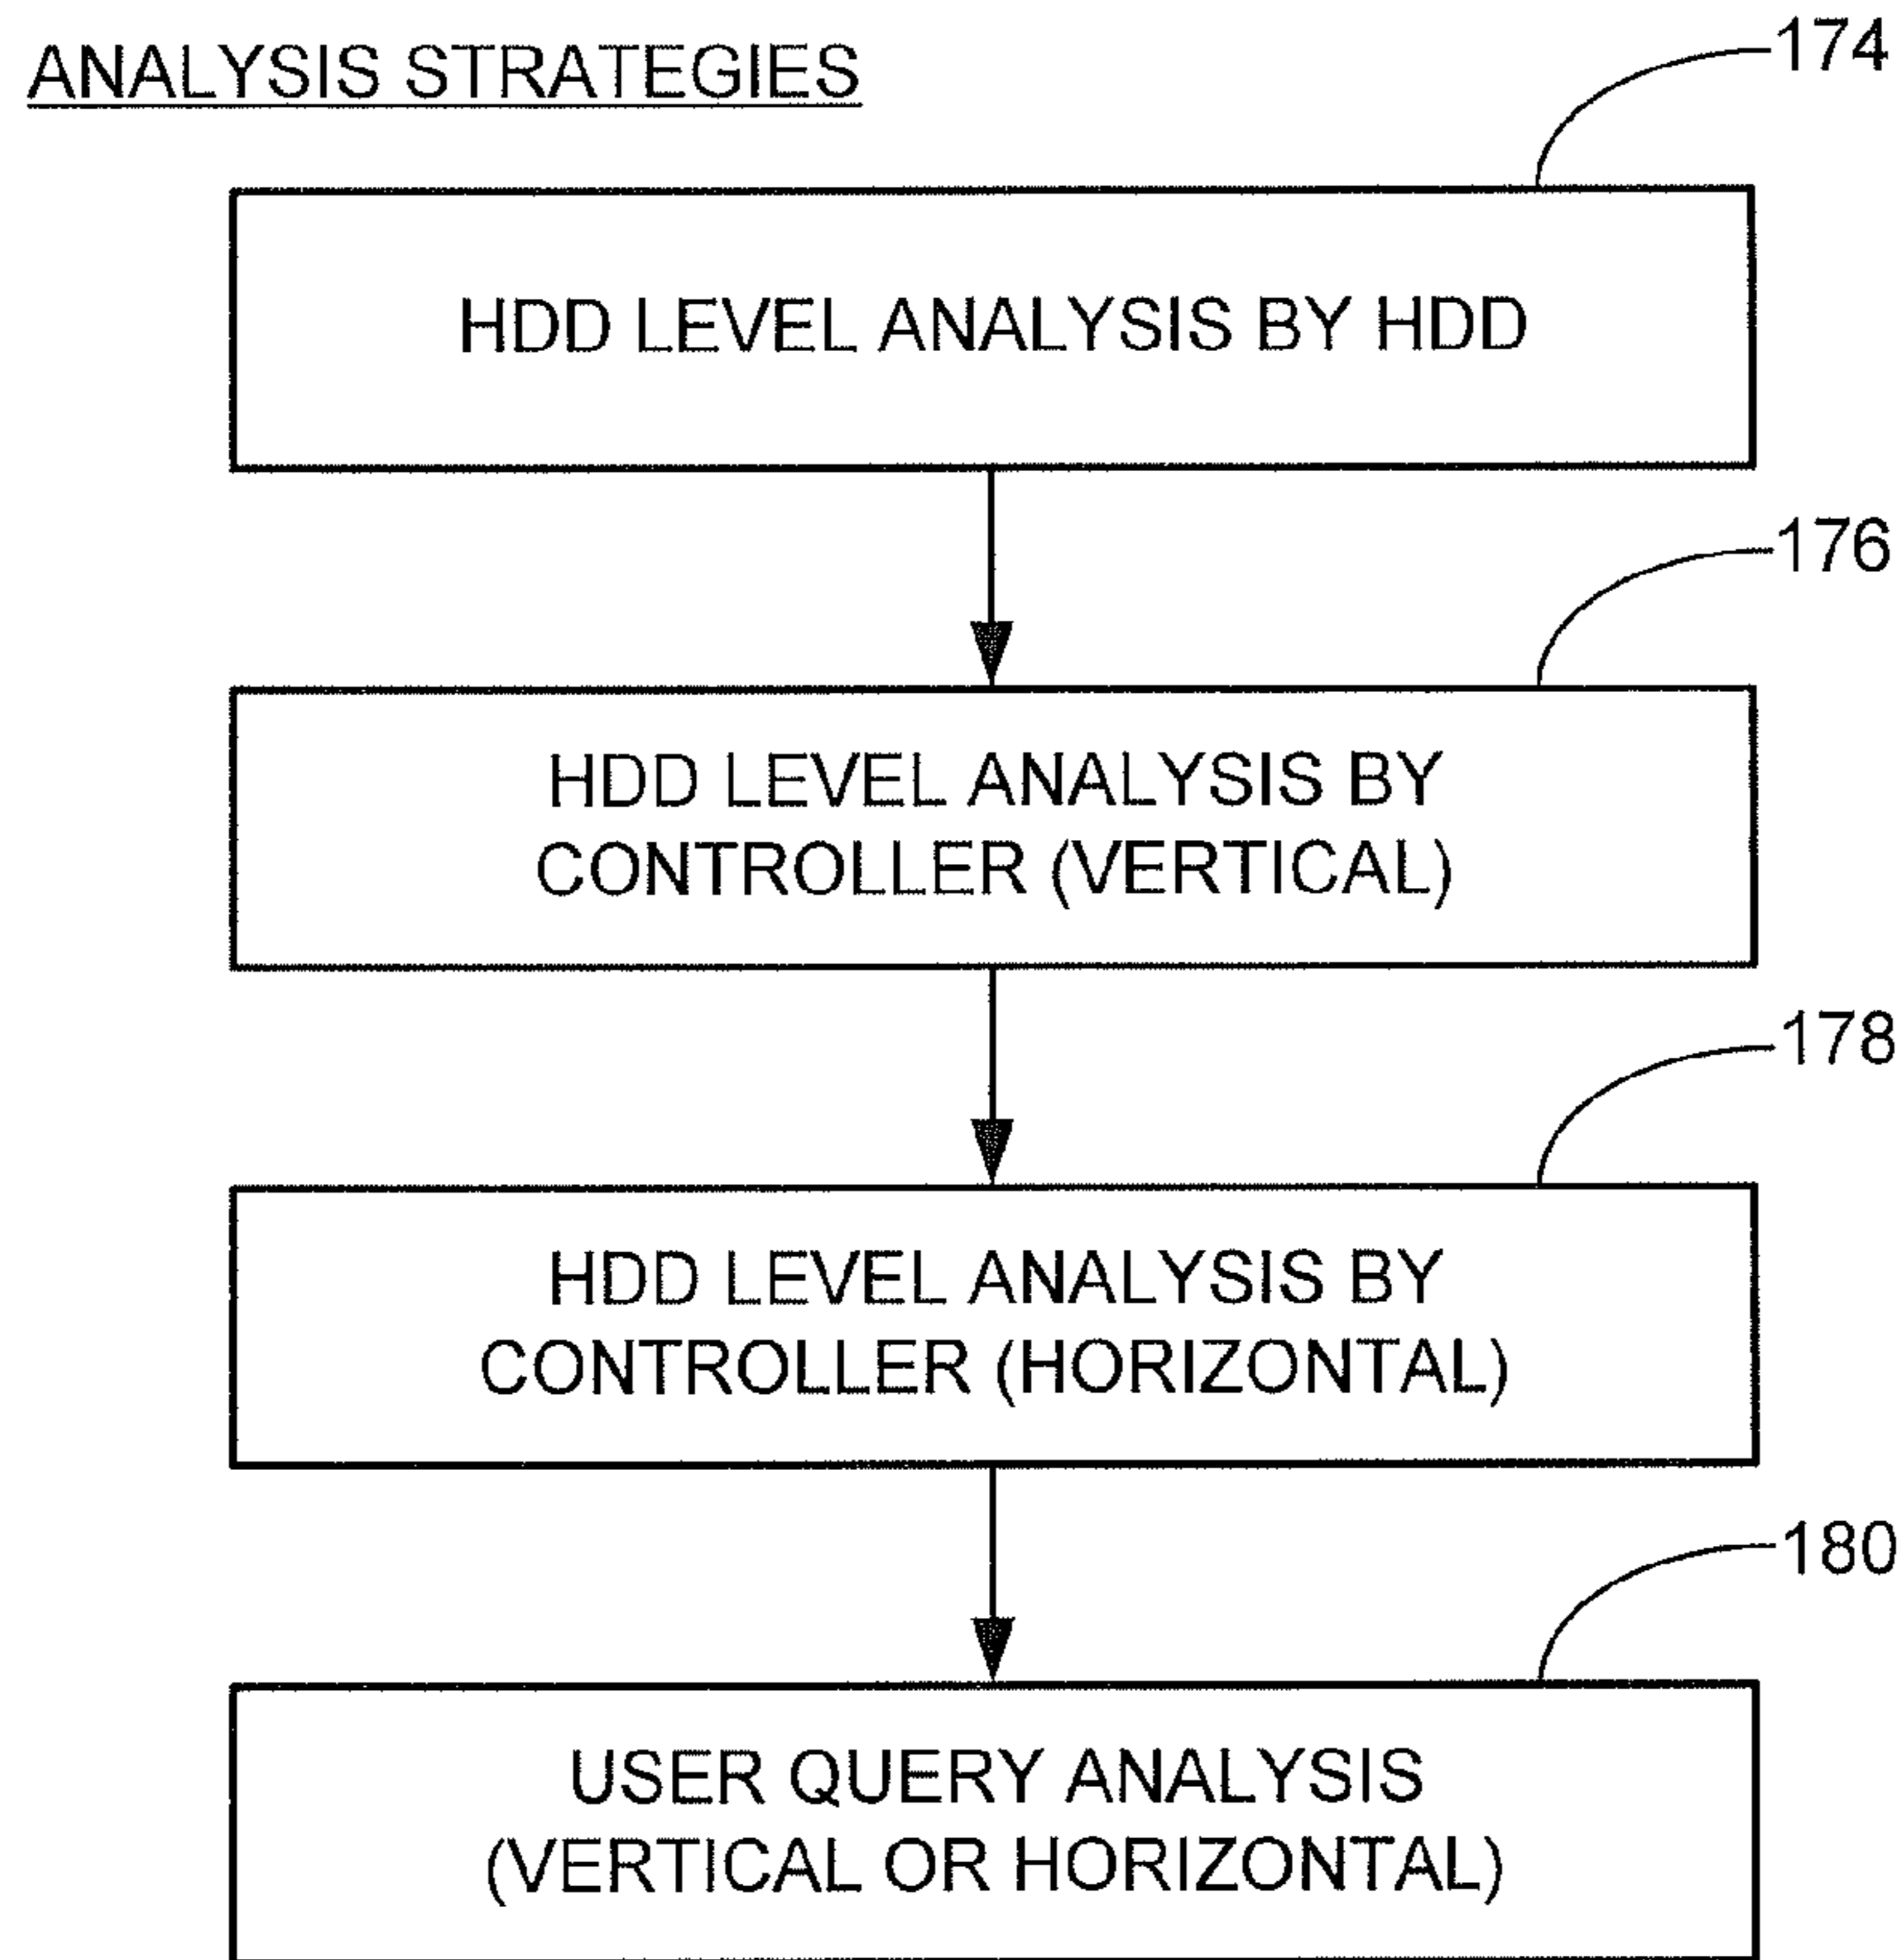 ANALYSIS STRATEGIES
174
HDD LEVEL ANALYSIS BY HDD
176
HDD LEVEL ANALYSIS BY
CONTROLLER (VERTICAL)
178
HDD LEVEL ANALYSIS BY
CONTROLLER (HORIZONTAL)
180
USER QUERY ANALYSIS
(VERTICAL OR HORIZONTAL)